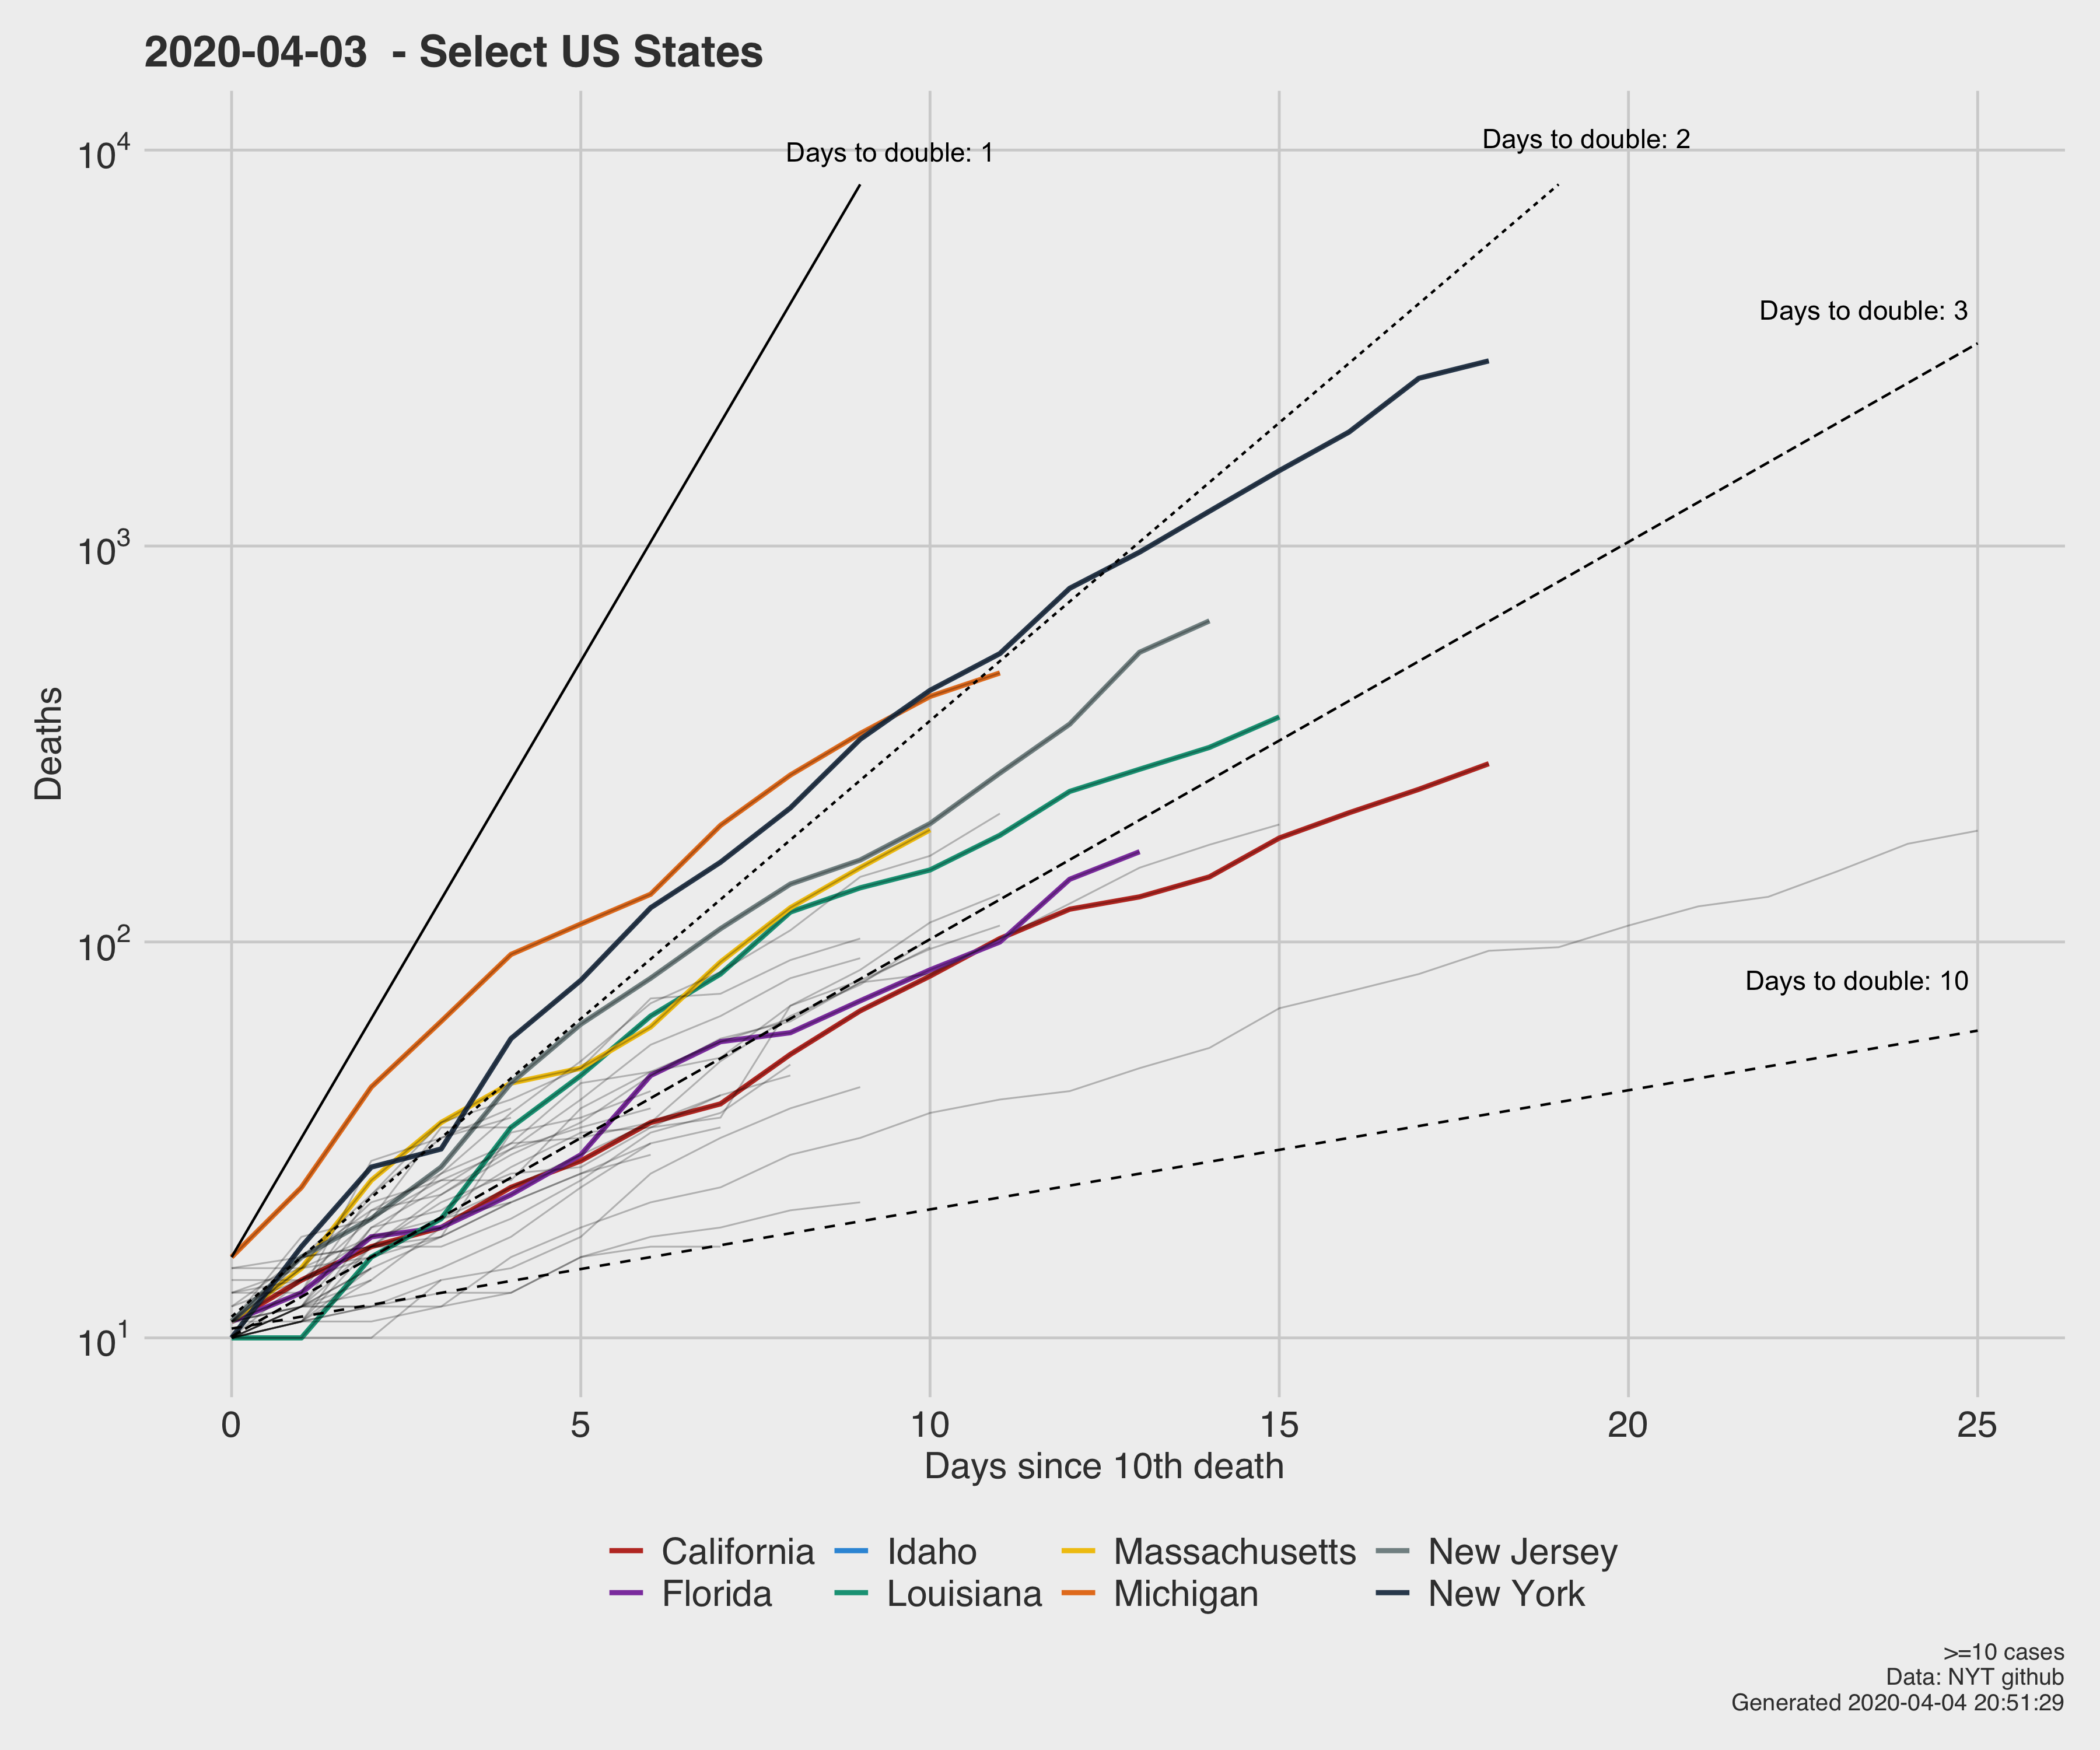 2020-04-03  - Select US States
Days to double: 1
Days to double: 2
Days to double: 3
Days to double: 10
Deaths
10^4
10^3
10^2
10^1
0 5 10 15 20 25
Days since 10th death
California Idaho Massachusetts New Jersey
Florida Louisiana Michigan New York
>=10 cases
Data: NYT github
Generated 2020-04-04 20:51:29